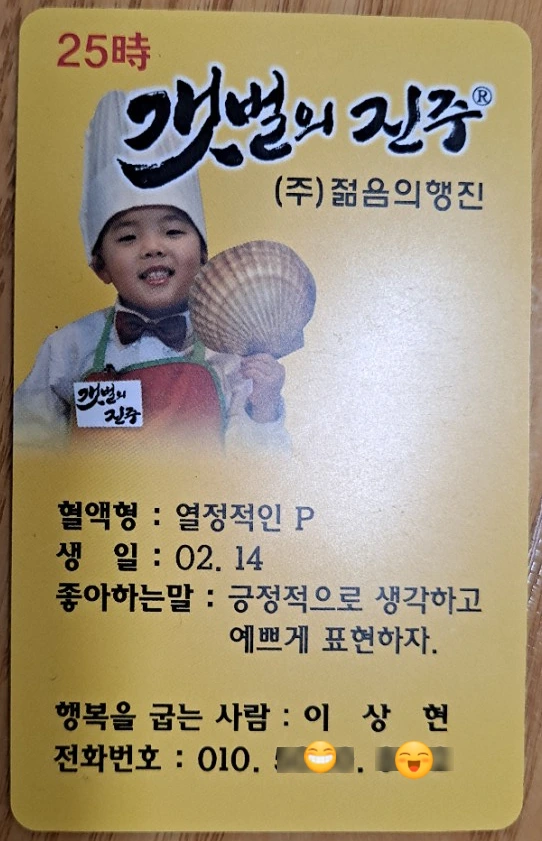 25時
갯벌의 진주®
(주)젊음의행진
갯벌의
진주
혈액형 : 열정적인 P
생 일 : 02. 14
좋아하는말 : 긍정적으로 생각하고
예쁘게 표현하자.
행복을 굽는 사람 : 이 상 현
전화번호 : 010.